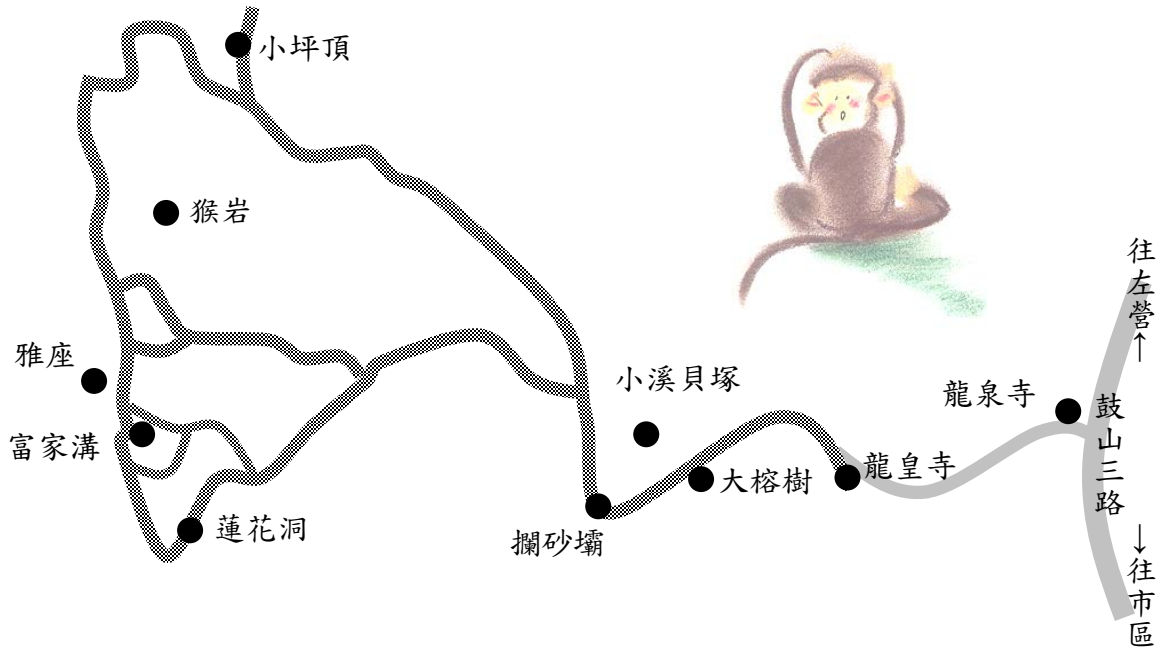 小坪頂
猴岩
雅座
富家溝
蓮花洞
攔砂壩
小溪貝塚
大榕樹
龍皇寺
龍泉寺
往左營↑
鼓山三路
↓往市區